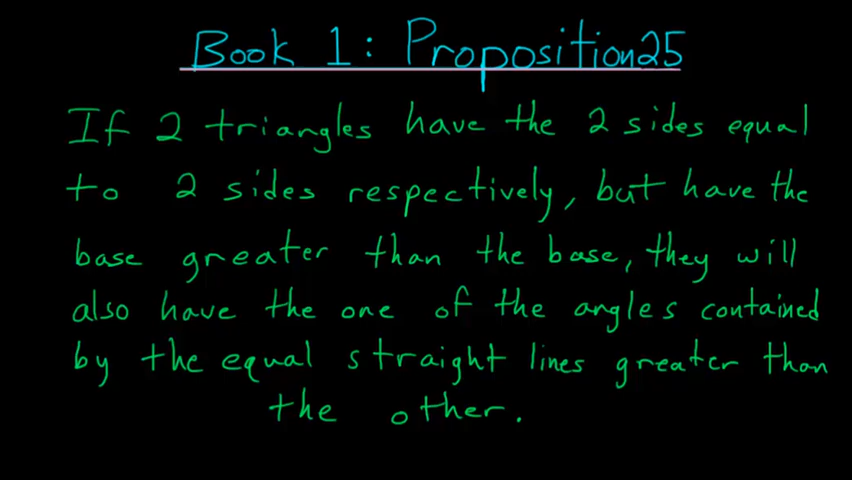 Book 1: Proposition25
If 2 triangles have the 2 sides equal
to 2 sides respectively, but have the
base greater than the base, they will
also have the one of the angles contained
by the equal straight lines greater than
the other.